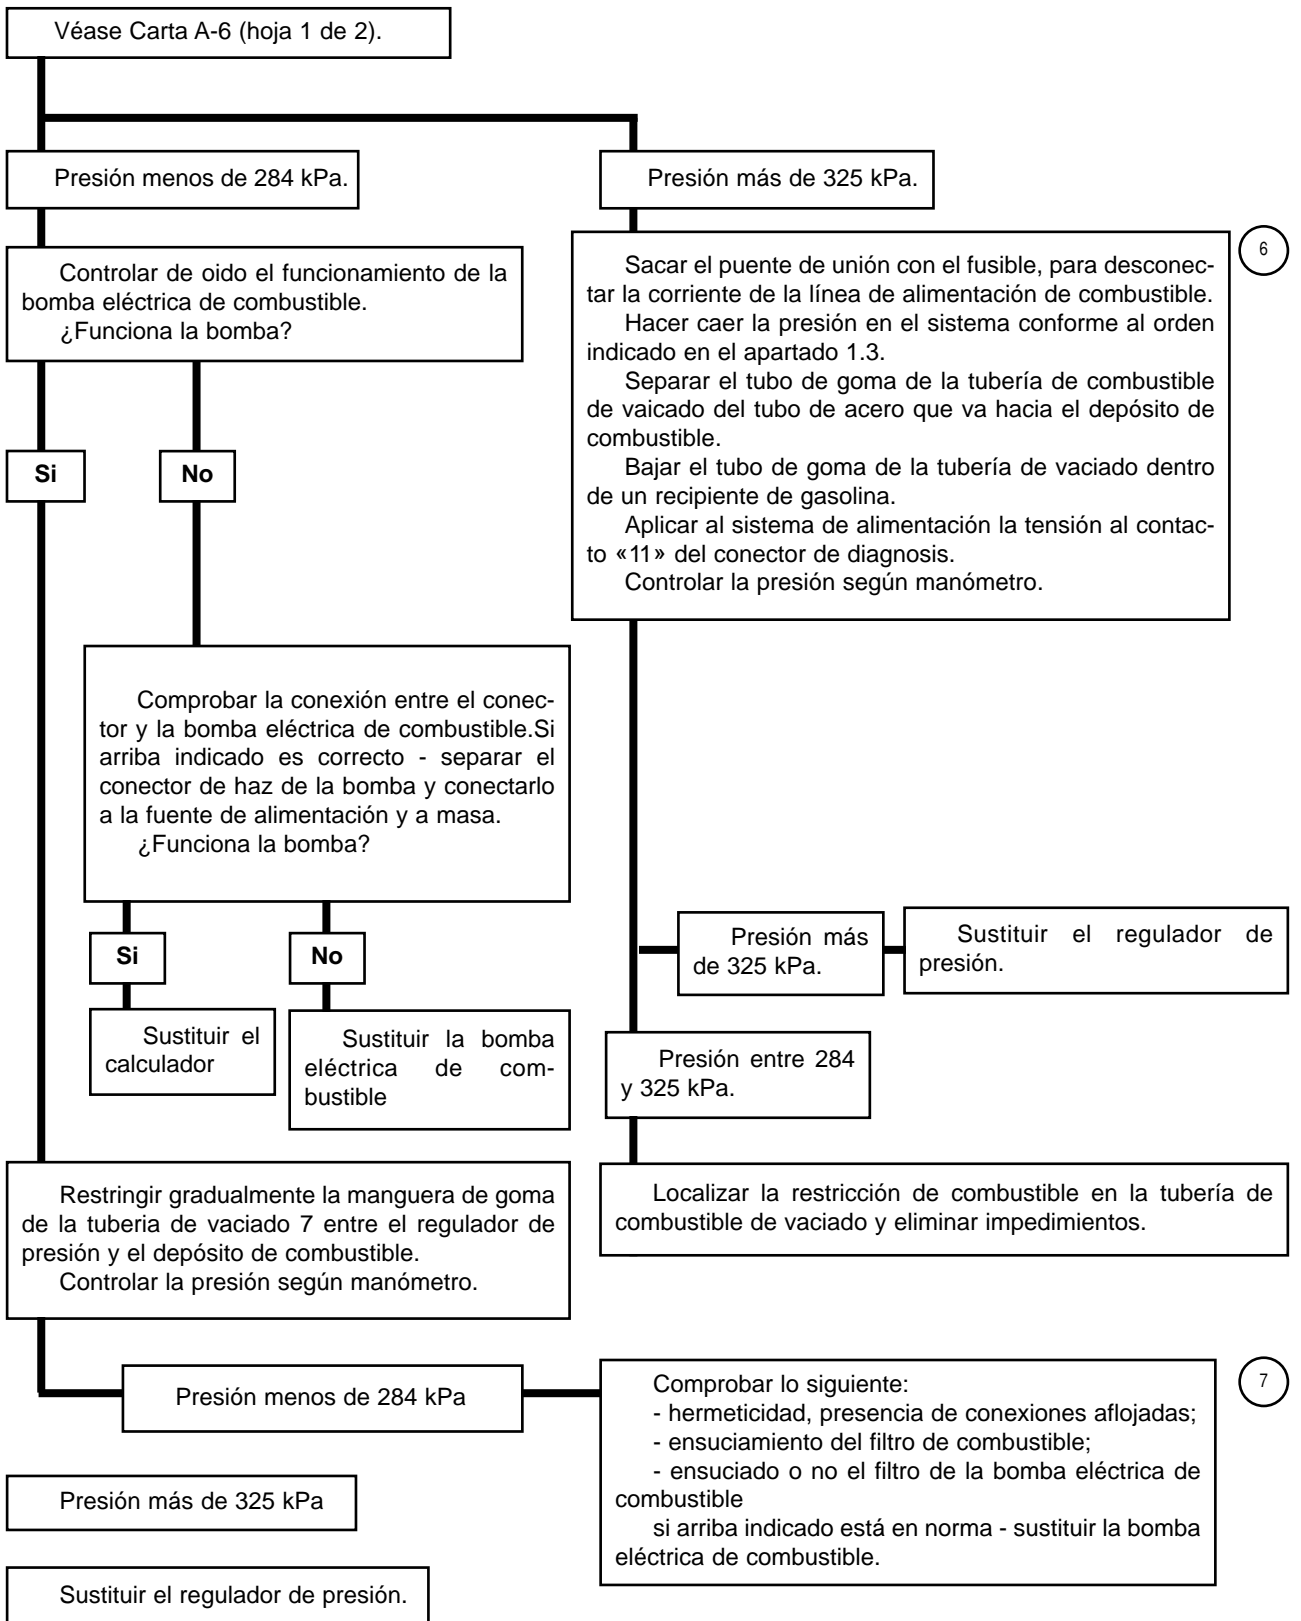 Véase Carta A-6 (hoja 1 de 2).
Presión menos de 284 kPa.
Presión más de 325 kPa.
Controlar de oido el funcionamiento de la
bomba eléctrica de combustible.
¿Funciona la bomba?
6
Sacar el puente de unión con el fusible, para desconec-
tar la corriente de la línea de alimentación de combustible.
Hacer caer la presión en el sistema conforme al orden
indicado en el apartado 1.3.
Separar el tubo de goma de la tubería de combustible
de vaicado del tubo de acero que va hacia el depósito de
combustible.
Bajar el tubo de goma de la tubería de vaciado dentro
de un recipiente de gasolina.
Aplicar al sistema de alimentación la tensión al contac-
to «11» del conector de diagnosis.
Controlar la presión según manómetro.
Si
No
Comprobar la conexión entre el conec-
tor y la bomba eléctrica de combustible.Si
arriba indicado es correcto - separar el
conector de haz de la bomba y conectarlo
a la fuente de alimentación y a masa.
¿Funciona la bomba?
Si
No
Sustituir el
calculador
Sustituir la bomba
eléctrica de com-
bustible
Presión más
de 325 kPa.
Sustituir el regulador de
presión.
Presión entre 284
y 325 kPa.
Localizar la restricción de combustible en la tubería de
combustible de vaciado y eliminar impedimientos.
Restringir gradualmente la manguera de goma
de la tuberia de vaciado 7 entre el regulador de
presión y el depósito de combustible.
Controlar la presión según manómetro.
Presión menos de 284 kPa
7
Comprobar lo siguiente:
- hermeticidad, presencia de conexiones aflojadas;
- ensuciamiento del filtro de combustible;
- ensuciado o no el filtro de la bomba eléctrica de
combustible
si arriba indicado está en norma - sustituir la bomba
eléctrica de combustible.
Presión más de 325 kPa
Sustituir el regulador de presión.